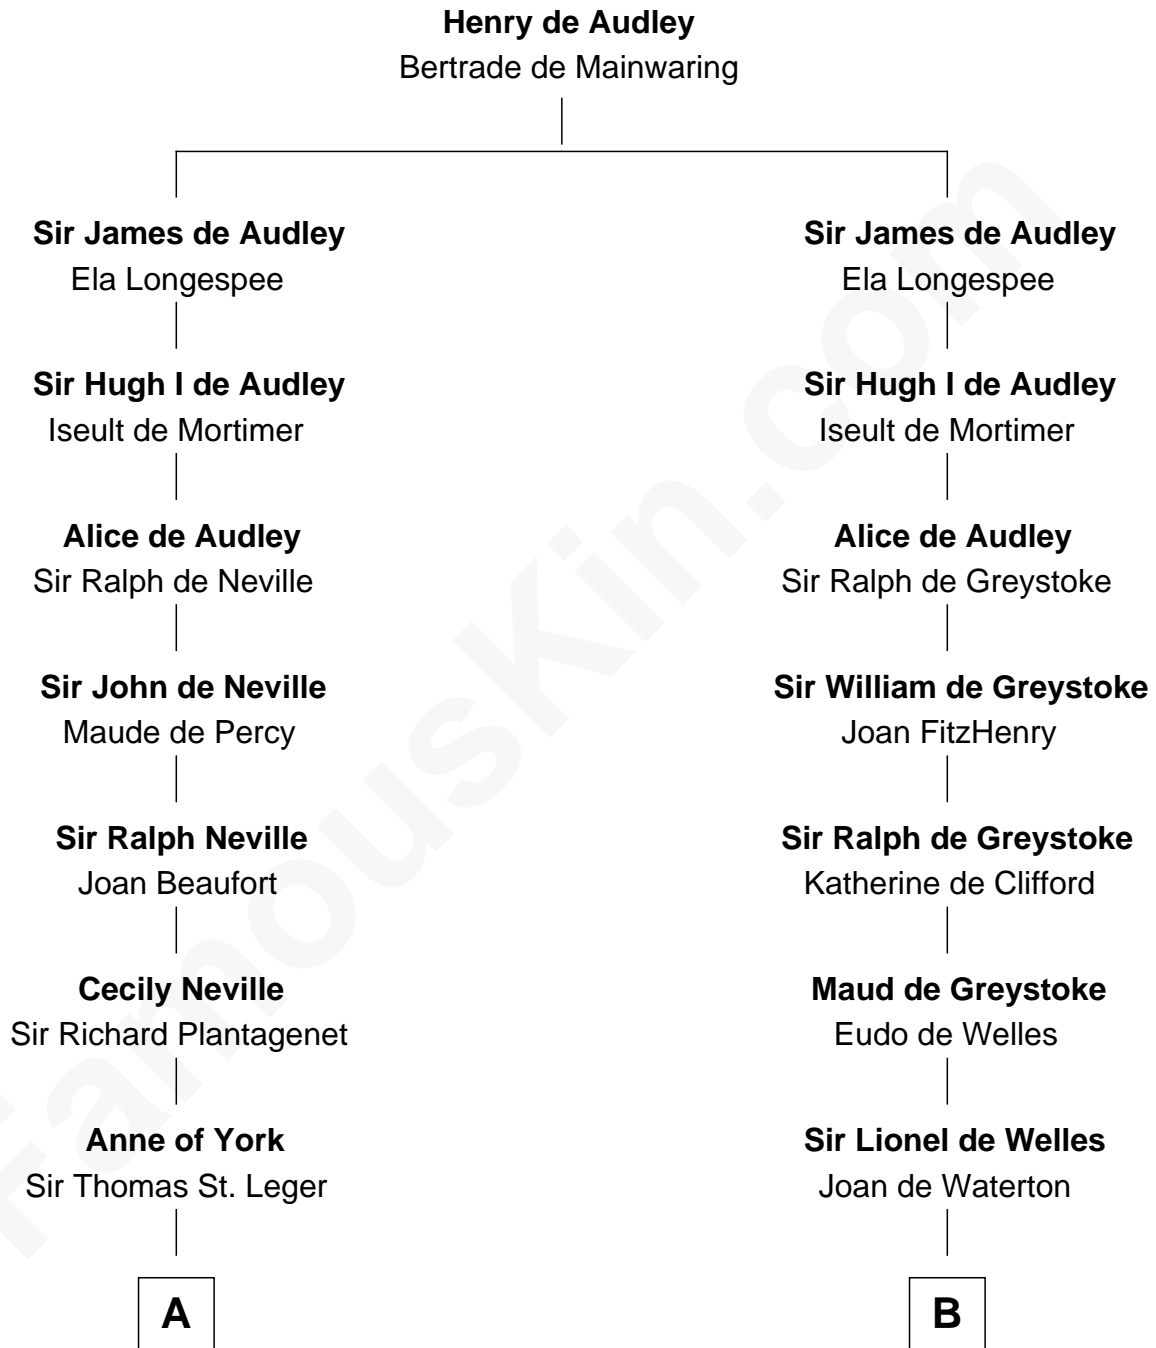 Henry de Audley
Bertrade de Mainwaring
Sir James de Audley
Ela Longespee
Sir Hugh I de Audley
Iseult de Mortimer
Alice de Audley
Sir Ralph de Neville
Sir John de Neville
Maude de Percy
Sir Ralph Neville
Joan Beaufort
Cecily Neville
Sir Richard Plantagenet
Anne of York
Sir Thomas St. Leger
A
Sir James de Audley
Ela Longespee
Sir Hugh I de Audley
Iseult de Mortimer
Alice de Audley
Sir Ralph de Greystoke
Sir William de Greystoke
Joan FitzHenry
Sir Ralph de Greystoke
Katherine de Clifford
Maud de Greystoke
Eudo de Welles
Sir Lionel de Welles
Joan de Waterton
B
FamousKin.com